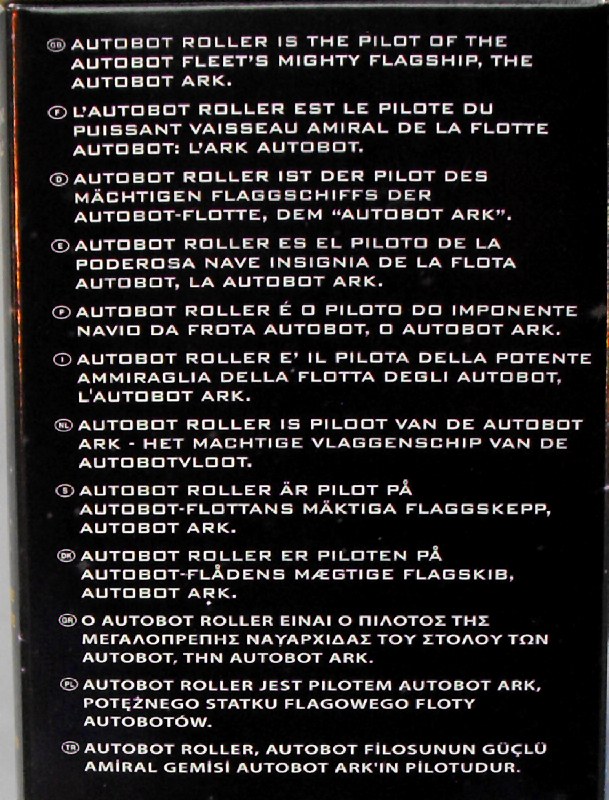 GB AUTOBOT ROLLER IS THE PILOT OF THE
AUTOBOT FLEET'S MIGHTY FLAGSHIP, THE
AUTOBOT ARK.
F L'AUTOBOT ROLLER EST LE PILOTE DU
PUISSANT VAISSEAU AMIRAL DE LA FLOTTE
AUTOBOT: L'ARK AUTOBOT.
D AUTOBOT ROLLER IST DER PILOT DES
MÄCHTIGEN FLAGGSCHIFFS DER
AUTOBOT-FLOTTE, DEM “AUTOBOT ARK”.
E AUTOBOT ROLLER ES EL PILOTO DE LA
PODEROSA NAVE INSIGNIA DE LA FLOTA
AUTOBOT, LA AUTOBOT ARK.
P AUTOBOT ROLLER É O PILOTO DO IMPONENTE
NAVIO DA FROTA AUTOBOT, O AUTOBOT ARK.
I AUTOBOT ROLLER E' IL PILOTA DELLA POTENTE
AMMIRAGLIA DELLA FLOTTA DEGLI AUTOBOT,
L'AUTOBOT ARK.
NL AUTOBOT ROLLER IS PILOOT VAN DE AUTOBOT
ARK - HET MACHTIGE VLAGGENSCHIP VAN DE
AUTOBOTVLOOT.
S AUTOBOT ROLLER ÄR PILOT PÅ
AUTOBOT-FLOTTANS MÄKTIGA FLAGGSKEPP,
AUTOBOT ARK.
DK AUTOBOT ROLLER ER PILOTEN PÅ
AUTOBOT-FLÅDENS MÆGTIGE FLAGSKIB,
AUTOBOT ARK.
GR Ο AUTOBOT ROLLER ΕΙΝΑΙ Ο ΠΙΛΟΤΟΣ ΤΗΣ
ΜΕΓΑΛΟΠΡΕΠΗΣ ΝΑΥΑΡΧΙΔΑΣ ΤΟΥ ΣΤΟΛΟΥ ΤΩΝ
AUTOBOT, ΤΗΝ AUTOBOT ARK.
PL AUTOBOT ROLLER JEST PILOTEM AUTOBOT ARK,
POTĘŻNEGO STATKU FLAGOWEGO FLOTY
AUTOBOTÓW.
TR AUTOBOT ROLLER, AUTOBOT FİLOSUNUN GÜÇLÜ
AMİRAL GEMİSİ AUTOBOT ARK'IN PİLOTUDUR.